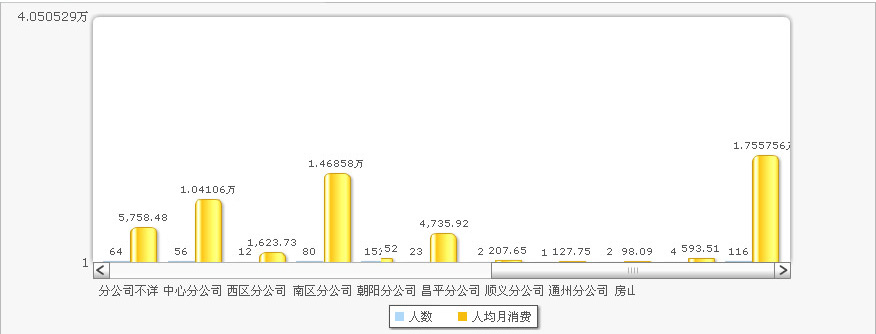 4.050529万
1.755756万
1.46858万
1.04106万
5,758.48
4,735.92
1,623.73
64 56 12 80 15 .52 23 2 207.65 1 127.75 2 98.09 4 593.51 116
1
分公司不详 中心分公司 西区分公司 南区分公司 朝阳分公司 昌平分公司 顺义分公司 通州分公司 房山
人数 人均月消费